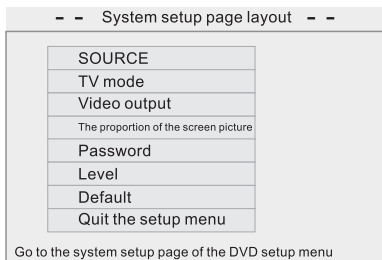 – – System setup page layout – –
SOURCE
TV mode
Video output
The proportion of the screen picture
Password
Level
Default
Quit the setup menu
Go to the system setup page of the DVD setup menu